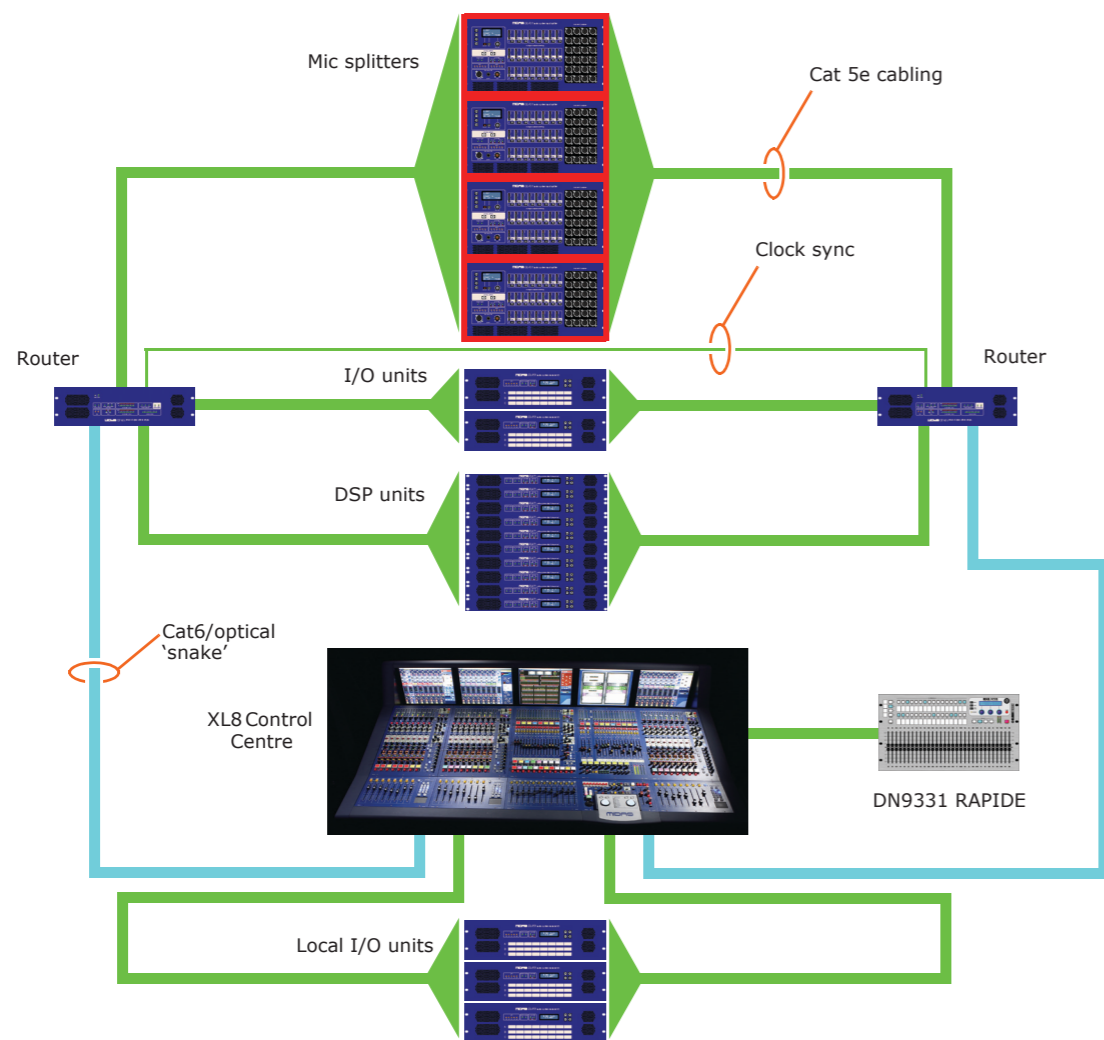 Mic splitters
Cat 5e cabling
Clock sync
Router
Router
I/O units
DSP units
Cat6/optical
‘snake’
XL8 Control
Centre
MIDAS
DN9331 RAPIDE
Local I/O units